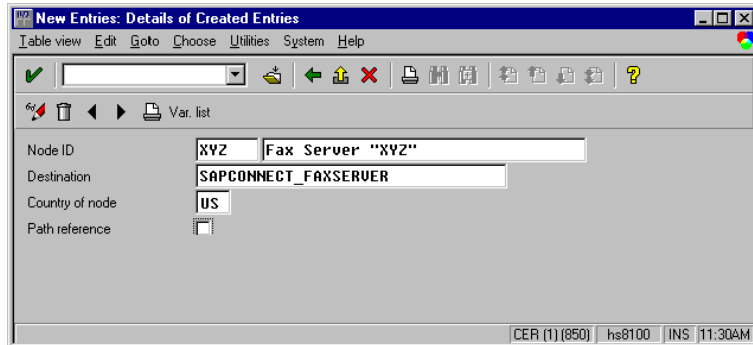 New Entries: Details of Created Entries
Table view Edit Goto Choose Utilities System Help
Var. list
Node ID XYZ Fax Server "XYZ"
Destination SAPCONNECT_FAXSERVER
Country of node US
Path reference
CER (1) (850) hs8100 INS 11:30AM